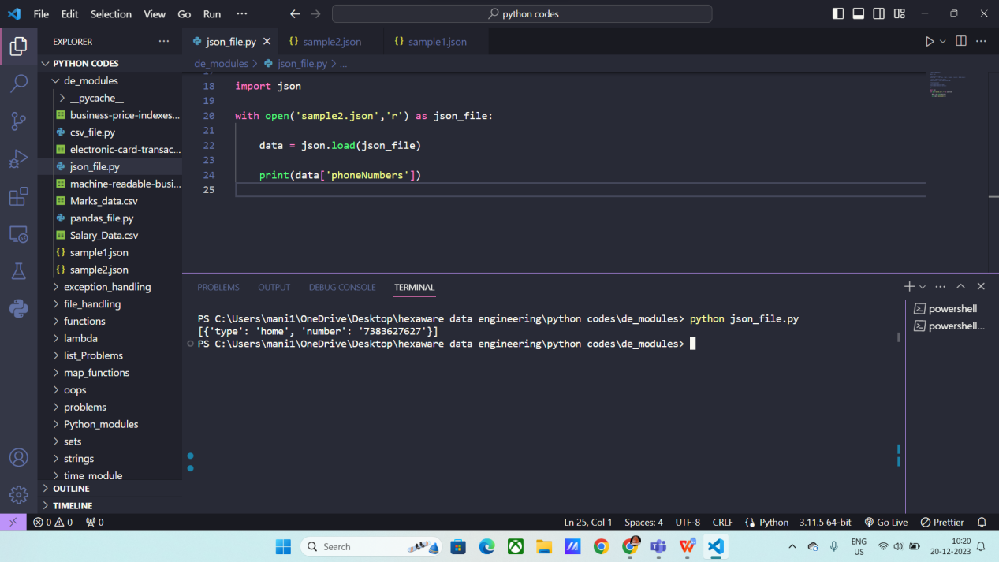 File Edit Selection View Go Run ...
python codes
EXPLORER
PYTHON CODES
de_modules
__pycache__
business-price-indexes...
csv_file.py
electronic-card-transac...
json_file.py
machine-readable-busi...
Marks_data.csv
pandas_file.py
Salary_Data.csv
sample1.json
sample2.json
exception_handling
file_handling
functions
lambda
list_Problems
map_functions
oops
problems
Python_modules
sets
strings
time_module
OUTLINE
TIMELINE
json_file.py {} sample2.json {} sample1.json
de_modules > json_file.py > ...
18 import json
19
20 with open('sample2.json','r') as json_file:
21
22 data = json.load(json_file)
23
24 print(data['phoneNumbers'])
25
PROBLEMS OUTPUT DEBUG CONSOLE TERMINAL
PS C:\Users\mani1\OneDrive\Desktop\hexaware data engineering\python codes\de_modules> python json_file.py
[{'type': 'home', 'number': '7383627627'}]
PS C:\Users\mani1\OneDrive\Desktop\hexaware data engineering\python codes\de_modules>
powershell
powershell...
0 0 0 Ln 25, Col 1 Spaces: 4 UTF-8 CRLF Python 3.11.5 64-bit Go Live Prettier
Search
ENG
US
10:20
20-12-2023